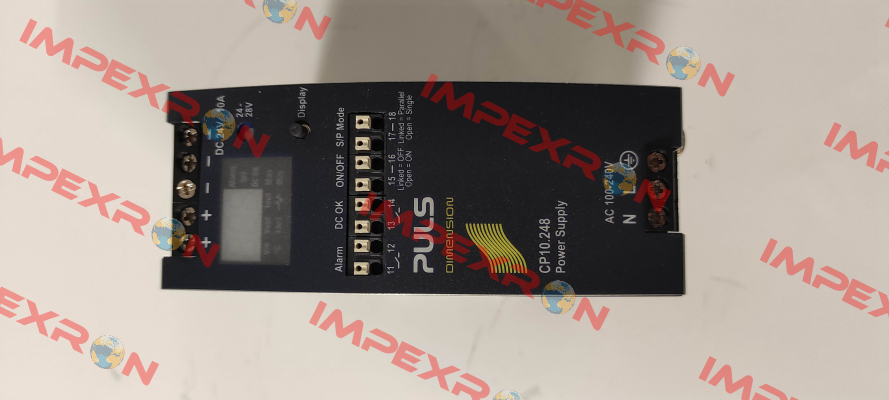 DC 24V 10A
24-
28V
Display
+ + − − −
Alarm DC OK ON/OFF S/P Mode
11 12 13 14 15—16 17—18
Linked = OFF
Open = ON
Linked = Parallel
Open = Single
PULS
DIMENSION
CP10.248
Power Supply
AC 100-240V
N L
IMPEXRON
IMPEXRON
IMPEXRON
IMPEXRON
IMPEXRON
IMPEXRON
IMPEXRON
IMPEXRON
IMPEXRON